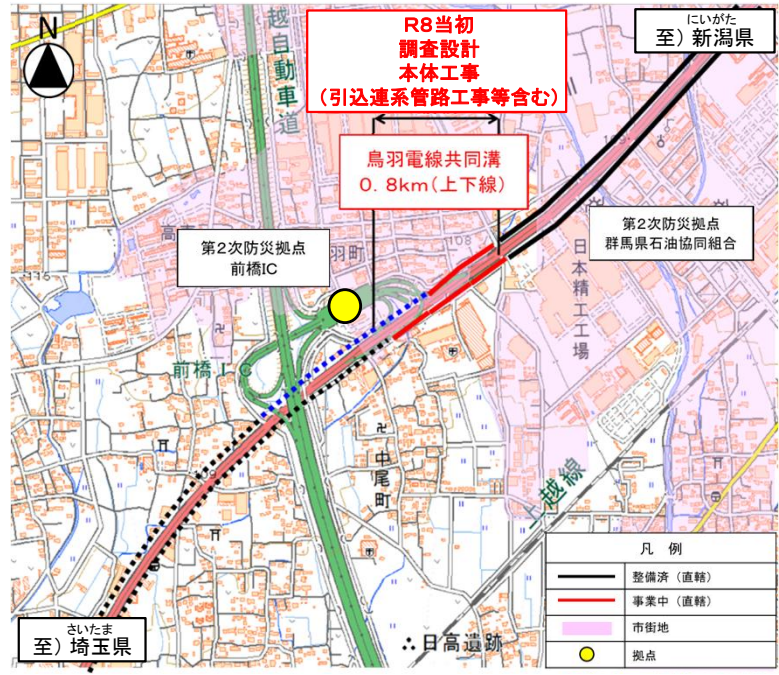 N
越自動車道
R8当初
調査設計
本体工事
（引込連系管路工事等含む）
にいがた
至）新潟県
鳥羽電線共同溝
0．8km（上下線）
第2次防災拠点
前橋IC
第2次防災拠点
群馬県石油協同組合
羽町
108
日本精工工場
前橋IC
中尾町
上越線
日高遺跡
さいたま
至）埼玉県
凡 例
整備済（直轄）
事業中（直轄）
市街地
拠点